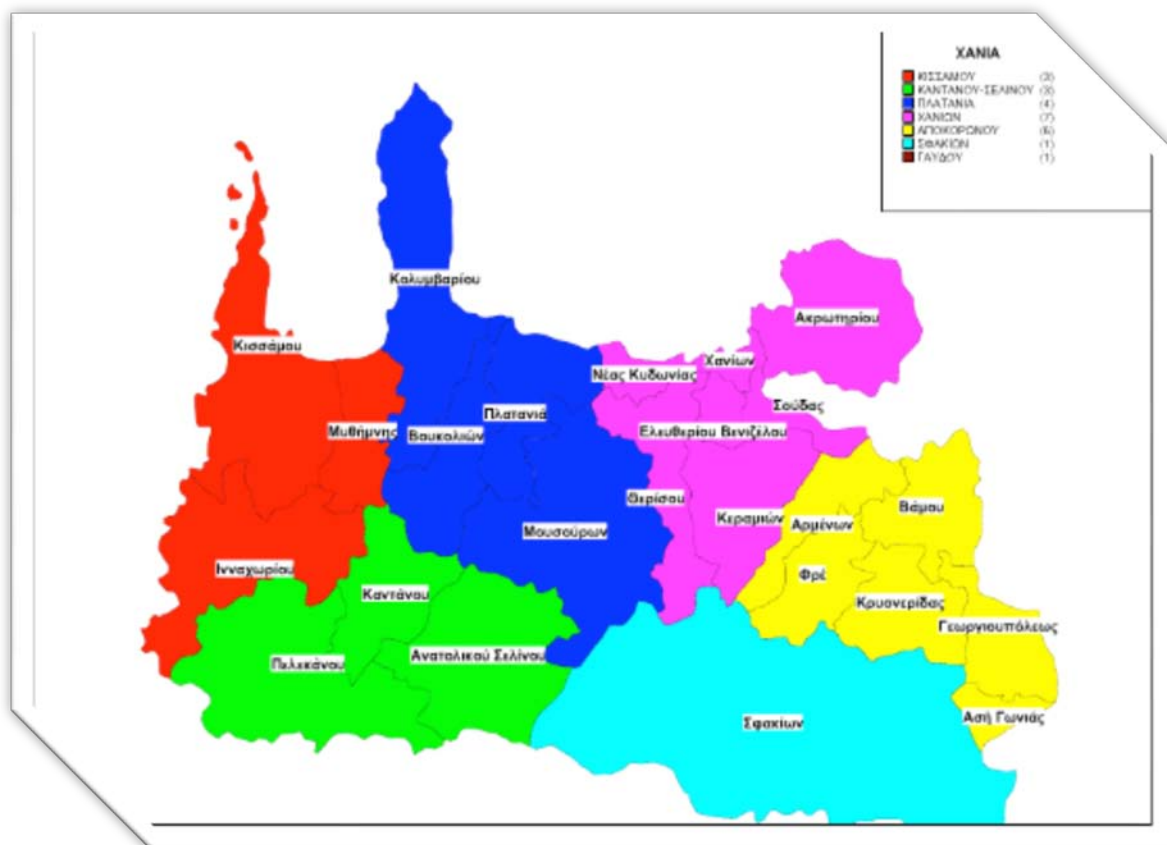 ΧΑΝΙΑ
ΚΙΣΣΑΜΟΥ (3)
ΚΑΝΤΑΝΟΥ-ΣΕΛΙΝΟΥ (3)
ΠΛΑΤΑΝΙΑ (4)
ΧΑΝΙΩΝ (7)
ΑΠΟΚΟΡΩΝΟΥ (6)
ΣΦΑΚΙΩΝ (1)
ΓΑΥΔΟΥ (1)
Κολυμβαρίου
Ακρωτηρίου
Κισσάμου
Χανίων
Νέας Κυδωνίας
Σούδας
Πλατανιά
Μυθήμνης
Βουκολιών
Ελευθερίου Βενιζέλου
Θερίσου
Βάμου
Κεραμιών
Αρμένων
Μουσούρων
Ινναχωρίου
Φρέ
Καντάνου
Κρυονερίδας
Γεωργιουπόλεως
Ανατολικού Σελίνου
Πελεκάνου
Ασή Γωνιάς
Σφακίων